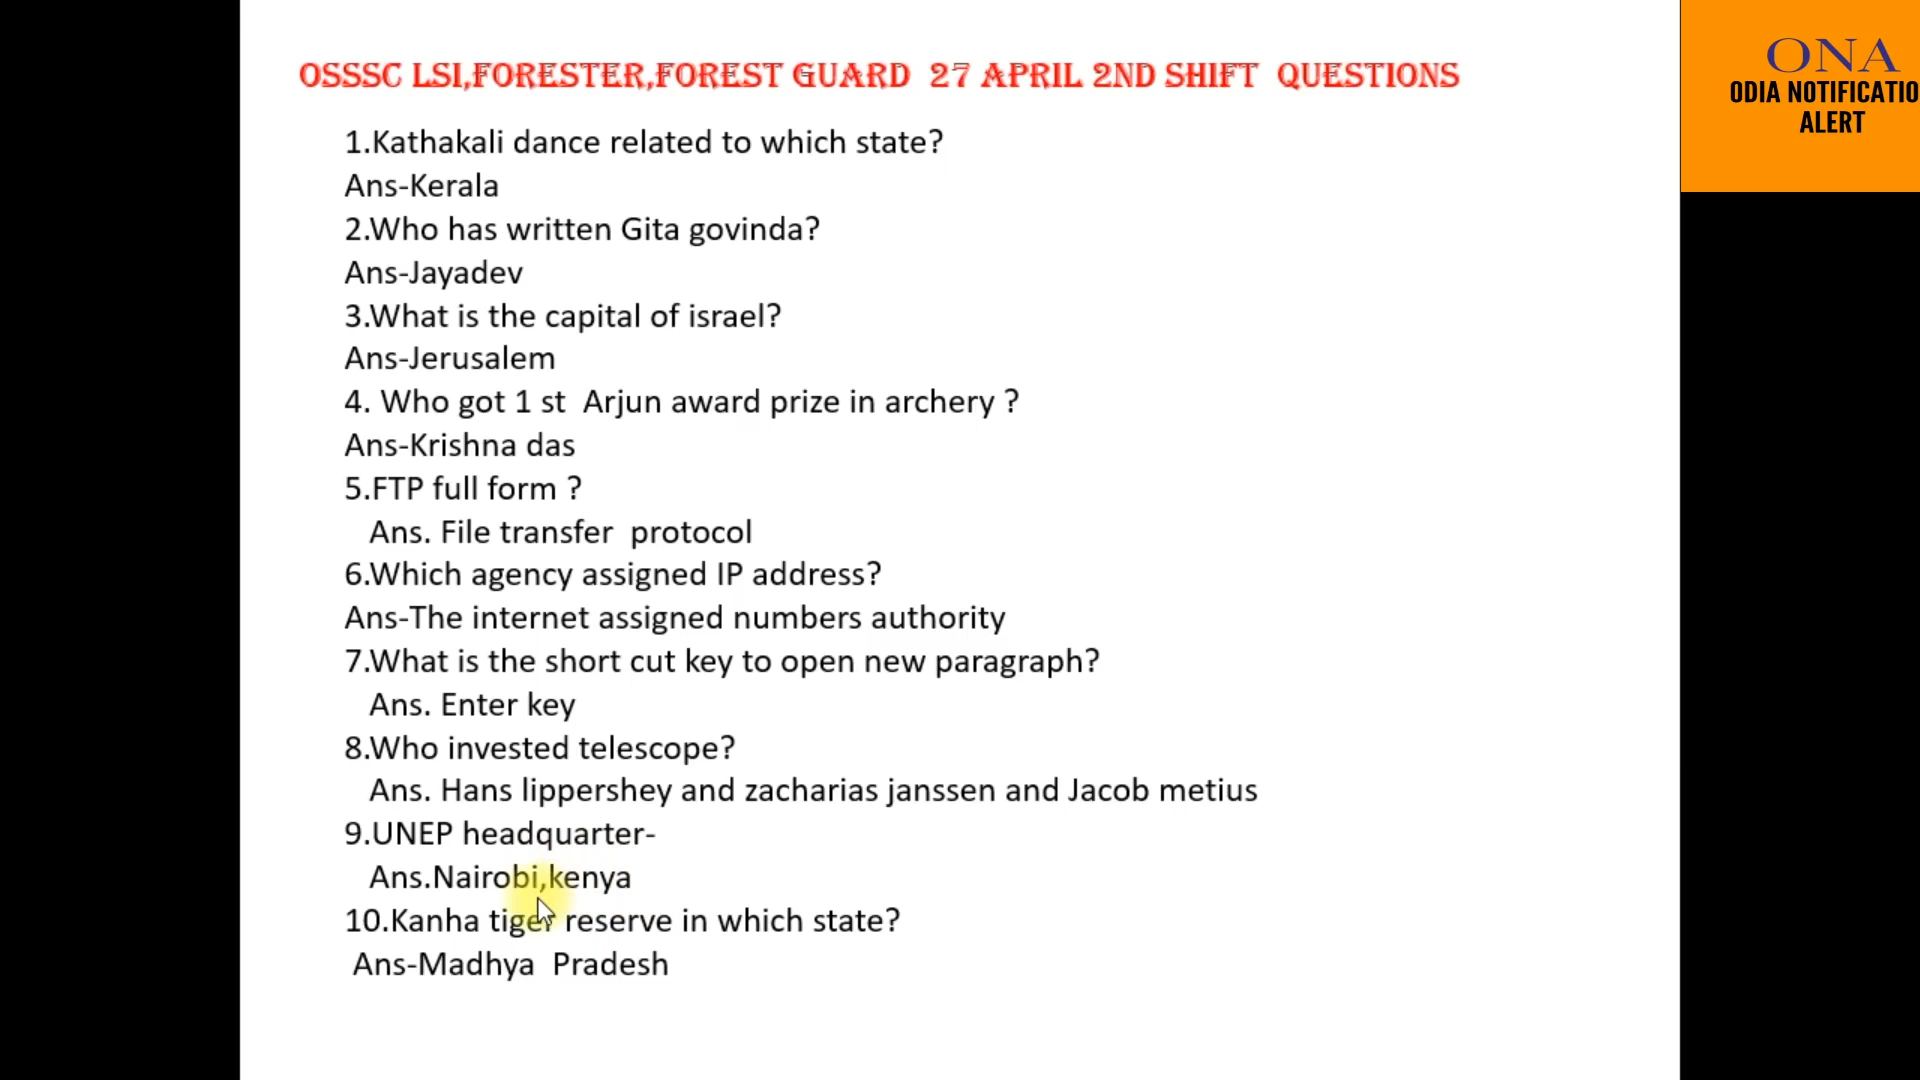 OSSSC LSI,FORESTER,FOREST GUARD 27 APRIL 2ND SHIFT QUESTIONS
ONA
ODIA NOTIFICATIO
ALERT
1.Kathakali dance related to which state?
Ans-Kerala
2.Who has written Gita govinda?
Ans-Jayadev
3.What is the capital of israel?
Ans-Jerusalem
4. Who got 1 st Arjun award prize in archery ?
Ans-Krishna das
5.FTP full form ?
Ans. File transfer protocol
6.Which agency assigned IP address?
Ans-The internet assigned numbers authority
7.What is the short cut key to open new paragraph?
Ans. Enter key
8.Who invested telescope?
Ans. Hans lippershey and zacharias janssen and Jacob metius
9.UNEP headquarter-
Ans.Nairobi,kenya
10.Kanha tiger reserve in which state?
Ans-Madhya Pradesh